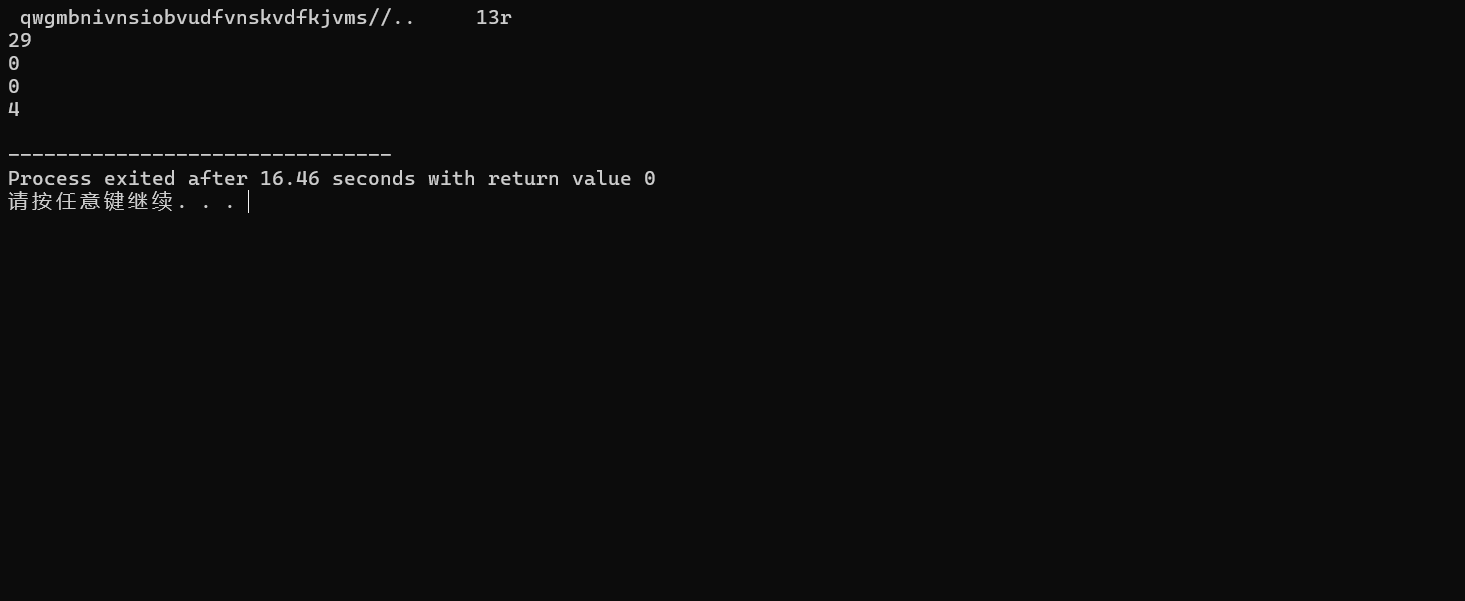 qwgmbnivnsiobvudfvnskvdfkjvms//..     13r
29
0
0
4
--------------------------------
Process exited after 16.46 seconds with return value 0
请按任意键继续. . .